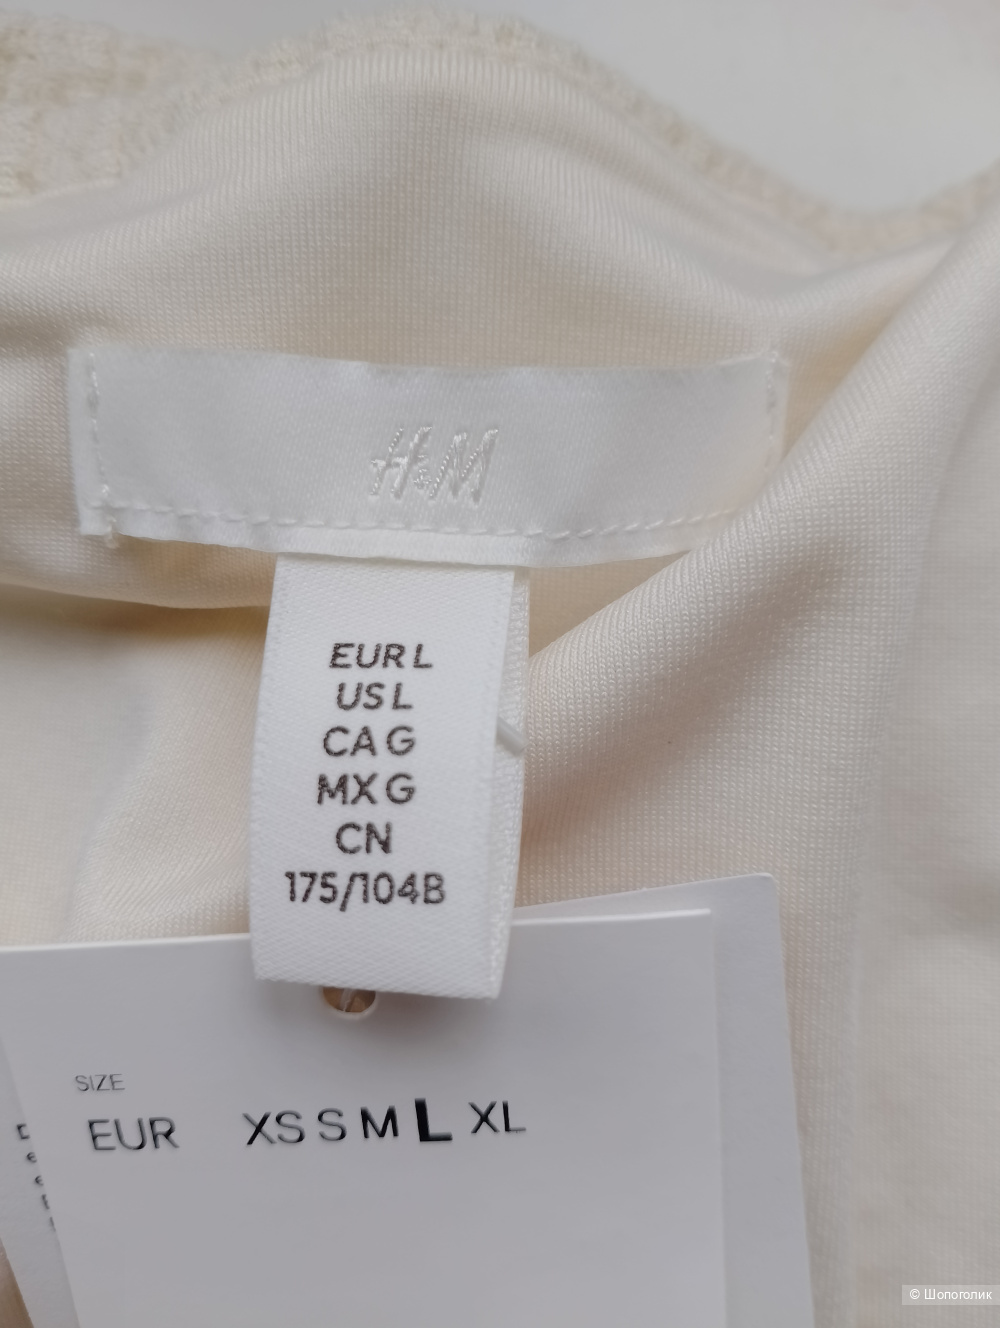 H&M
EUR L
US L
CA G
MX G
CN
175/104B
SIZE
EUR XS S M L XL
© Шопоголик